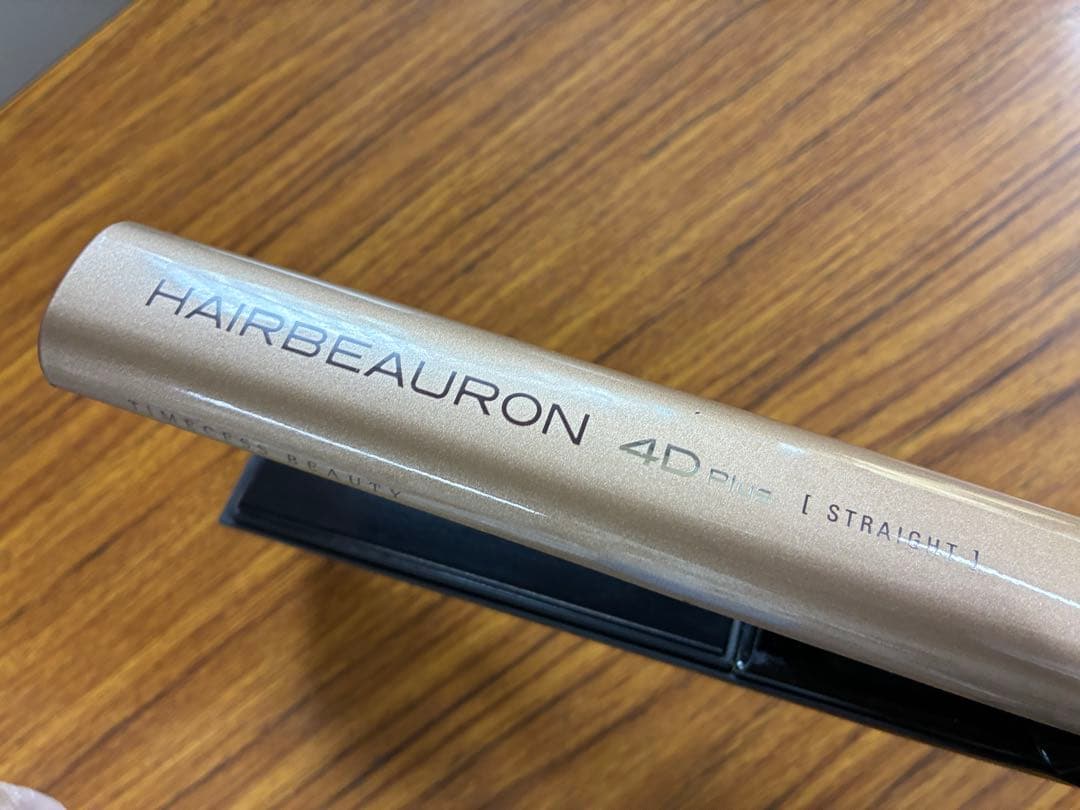 HAIRBEAURON 4D Plus [ STRAIGHT ]
TIMELESS BEAUTY